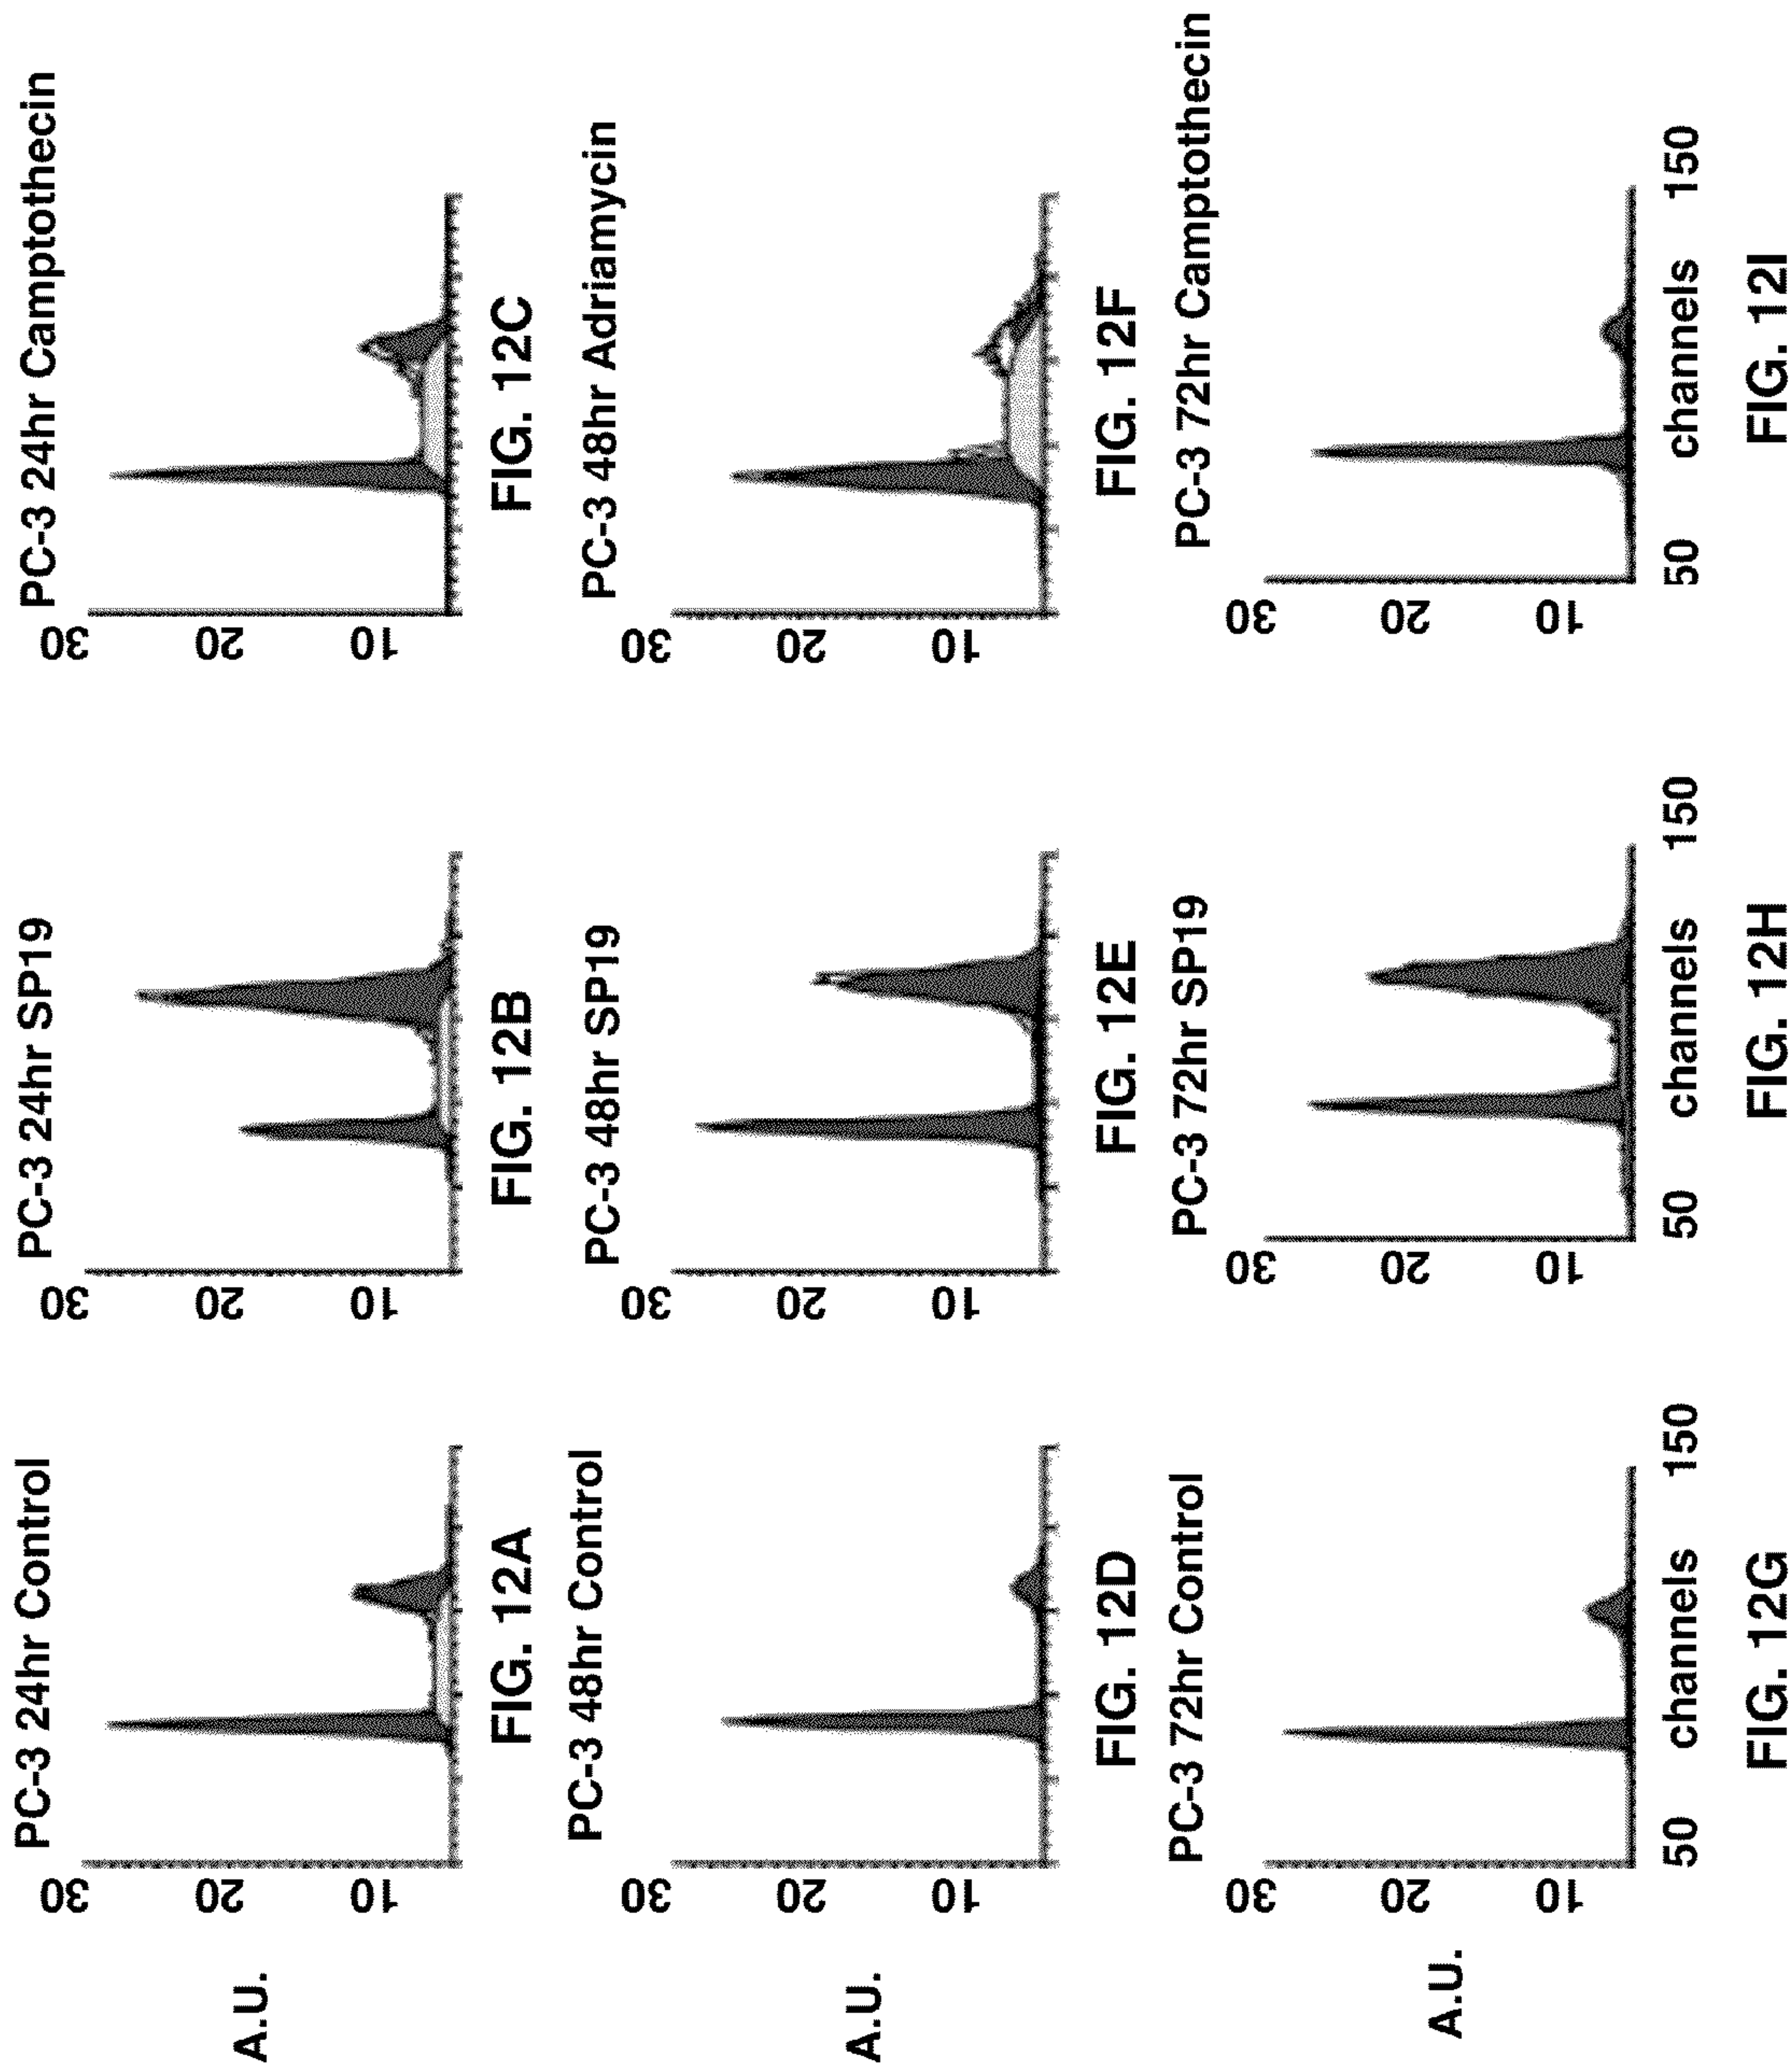 PC-3 24hr Control
PC-3 24hr SP19
PC-3 24hr Camptothecin
A.U.
30
20
10
30
20
10
30
20
10
FIG. 12A
FIG. 12B
FIG. 12C
PC-3 48hr Control
PC-3 48hr SP19
PC-3 48hr Adriamycin
A.U.
30
20
10
30
20
10
30
20
10
FIG. 12D
FIG. 12E
FIG. 12F
PC-3 72hr Control
PC-3 72hr SP19
PC-3 72hr Camptothecin
A.U.
30
20
10
30
20
10
30
20
10
50 channels 150
50 channels 150
50 channels 150
FIG. 12G
FIG. 12H
FIG. 12I